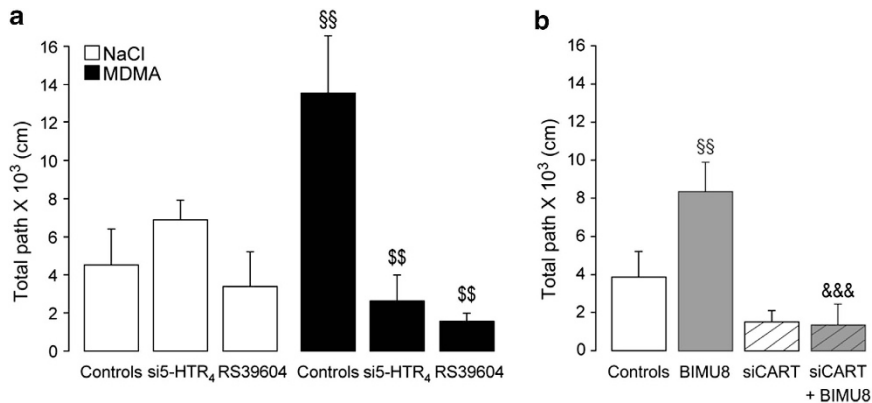 a
NaCl
MDMA
Total path X 10³ (cm)
16
14
12
10
8
6
4
2
0
§§
$$
$$
Controls si5-HTR₄ RS39604 Controls si5-HTR₄ RS39604
b
Total path X 10³ (cm)
16
14
12
10
8
6
4
2
0
§§
&&&
Controls BIMU8 siCART siCART
+ BIMU8